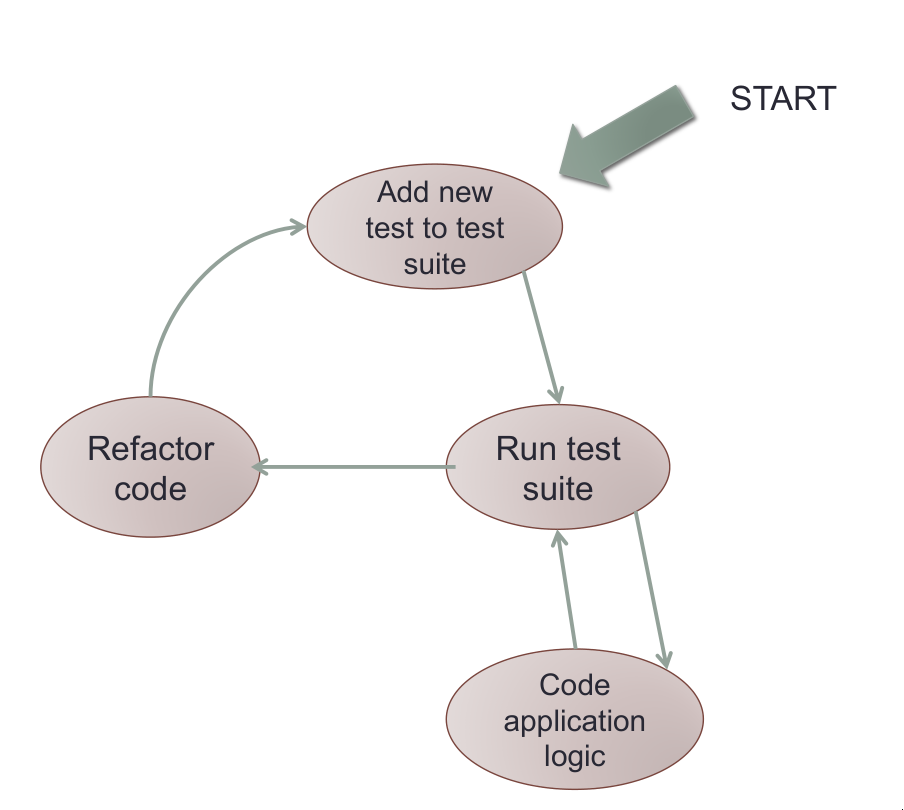 START
Add new
test to test
suite
Refactor
code
Run test
suite
Code
application
logic